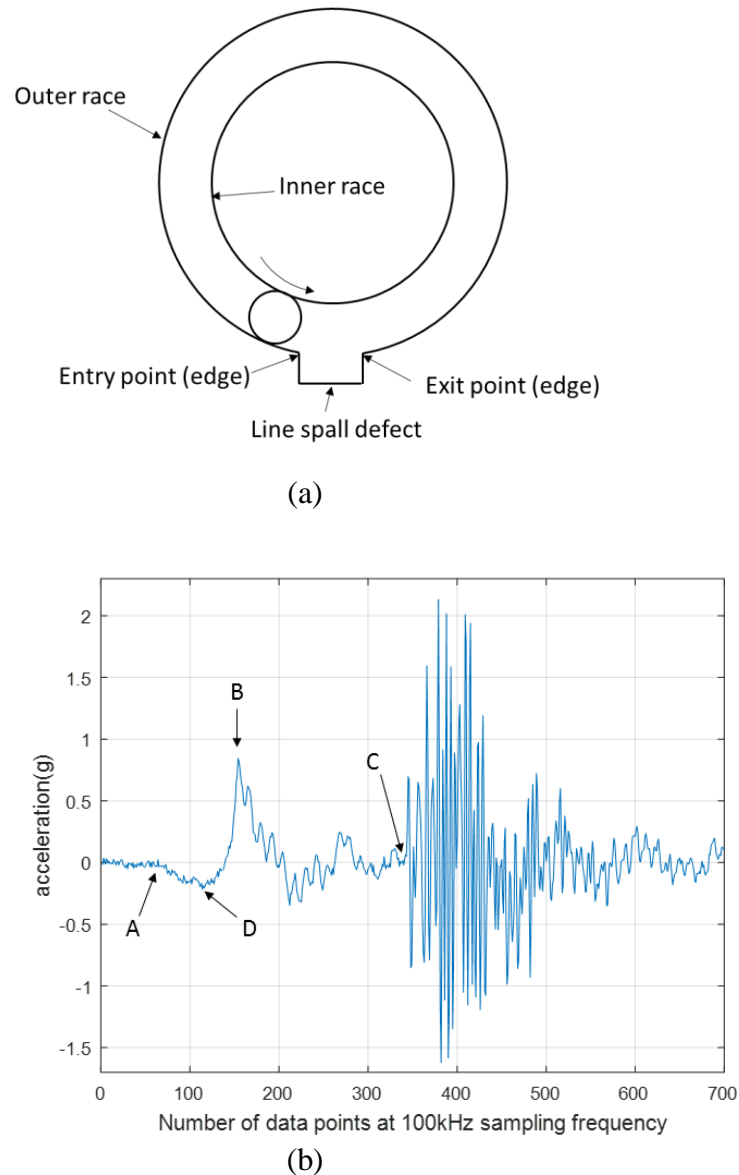 Outer race
Inner race
Entry point (edge)
Exit point (edge)
Line spall defect
(a)
2
1.5
1
0.5
0
-0.5
-1
-1.5
acceleration(g)
A
B
C
D
0 100 200 300 400 500 600 700
Number of data points at 100kHz sampling frequency
(b)